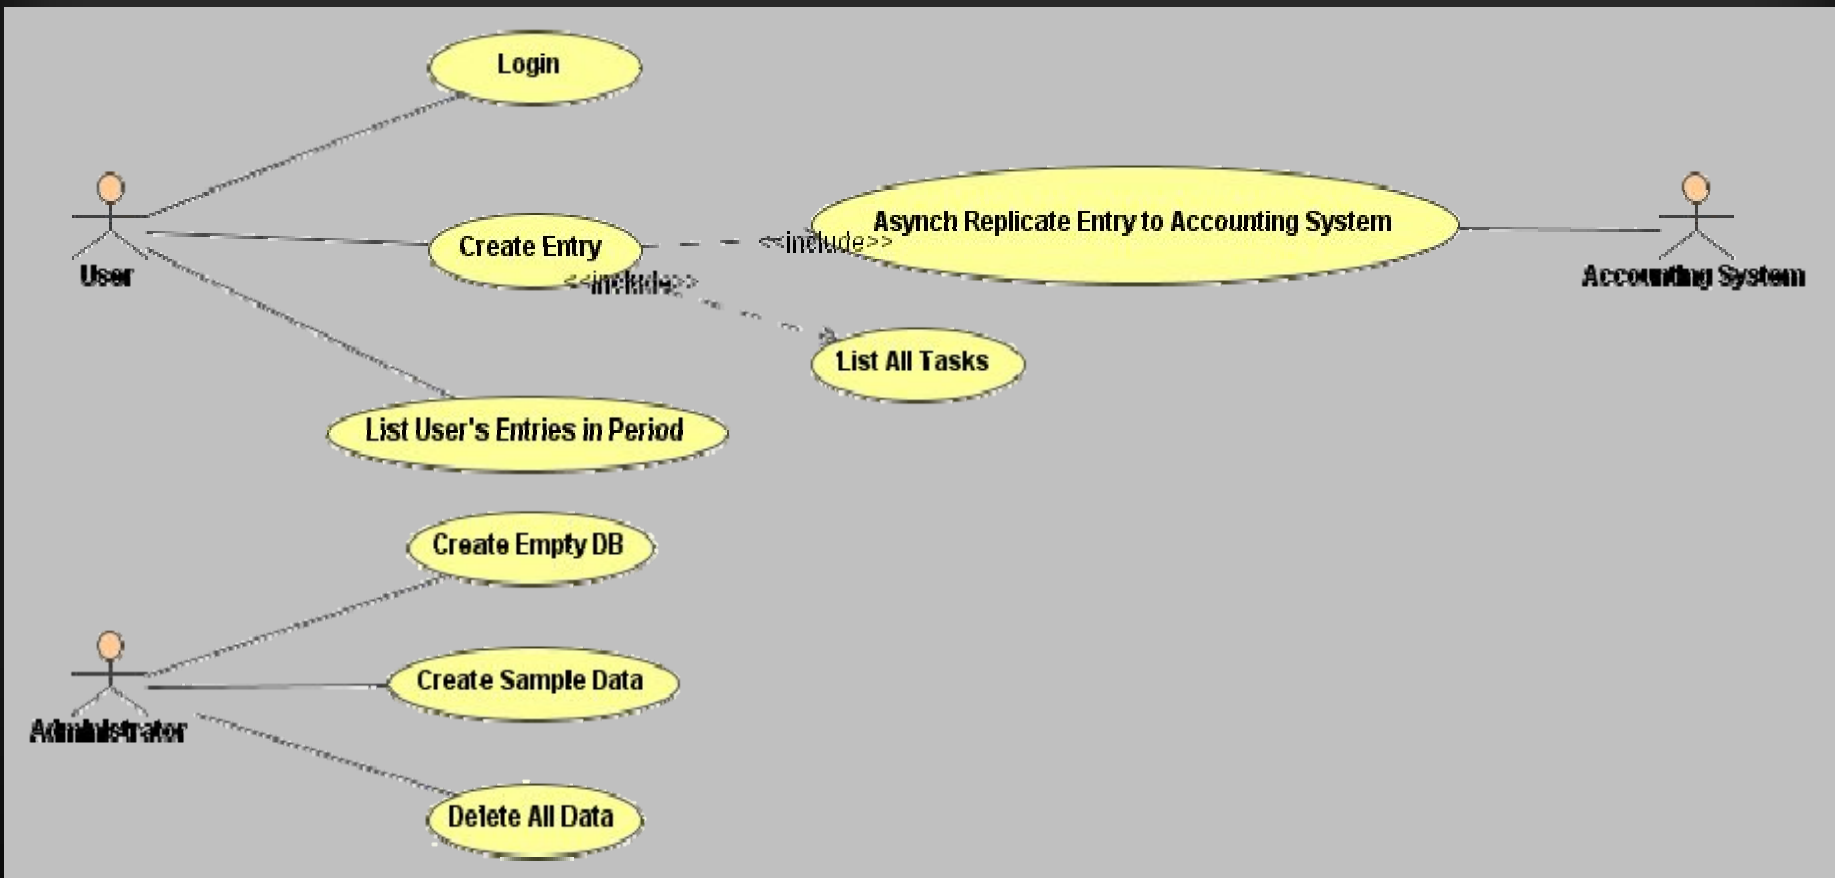 Login
Asynch Replicate Entry to Accounting System
Create Entry
<<include>>
User
<<include>>
Accounting System
List All Tasks
List User's Entries in Period
Create Empty DB
Create Sample Data
Administrator
Delete All Data